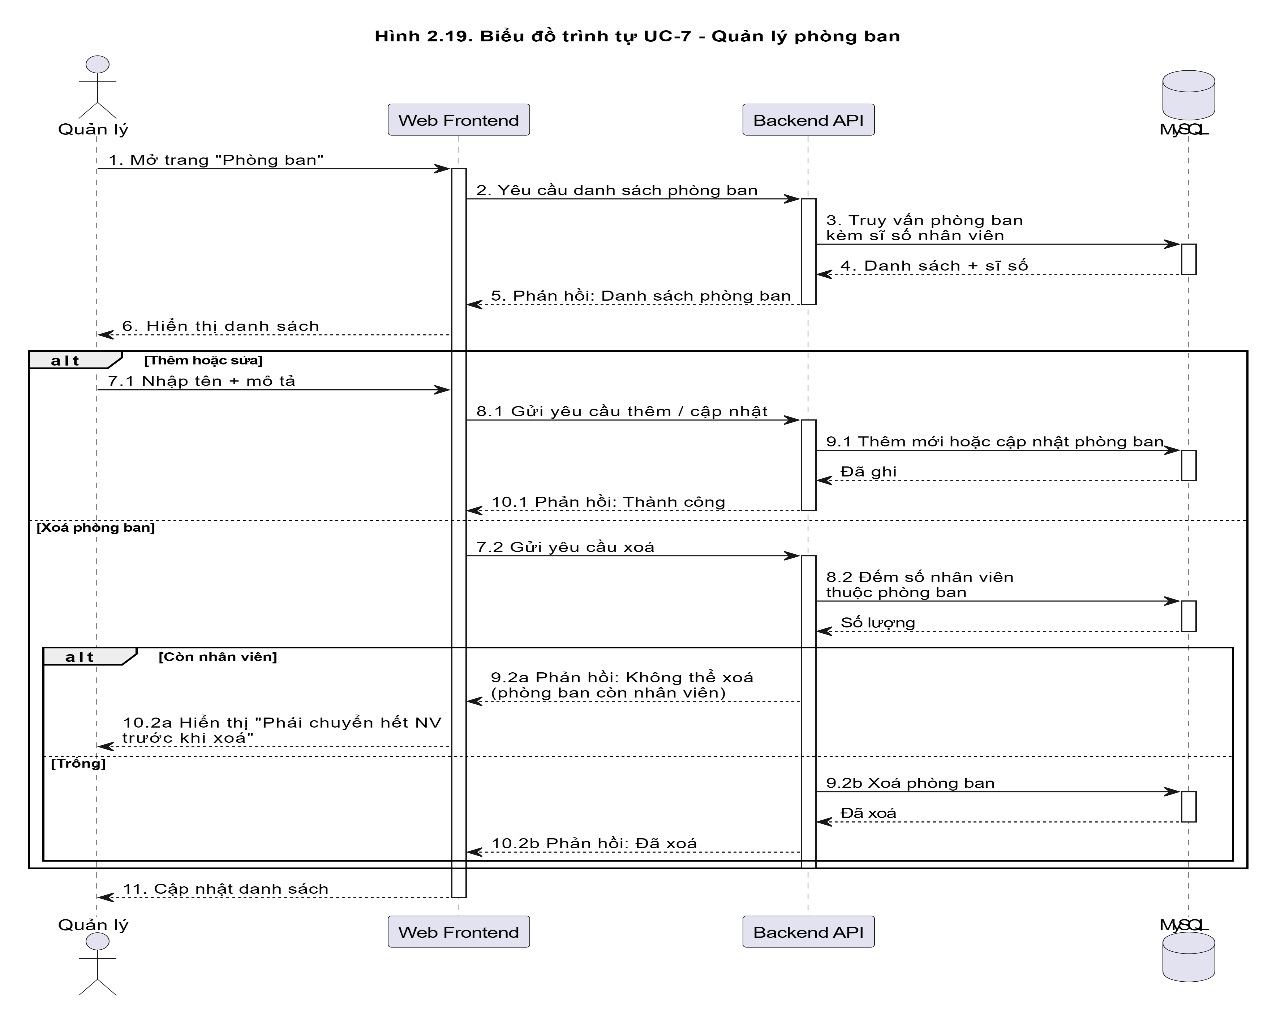 Hình 2.19. Biểu đồ trình tự UC-7 - Quản lý phòng ban
Quản lý
Web Frontend
Backend API
MySQL
1. Mở trang "Phòng ban"
2. Yêu cầu danh sách phòng ban
3. Truy vấn phòng ban
kèm sĩ số nhân viên
4. Danh sách + sĩ số
5. Phản hồi: Danh sách phòng ban
6. Hiển thị danh sách
alt
[Thêm hoặc sửa]
7.1 Nhập tên + mô tả
8.1 Gửi yêu cầu thêm / cập nhật
9.1 Thêm mới hoặc cập nhật phòng ban
Đã ghi
10.1 Phản hồi: Thành công
[Xoá phòng ban]
7.2 Gửi yêu cầu xoá
8.2 Đếm số nhân viên
thuộc phòng ban
Số lượng
alt
[Còn nhân viên]
9.2a Phản hồi: Không thể xoá
(phòng ban còn nhân viên)
10.2a Hiển thị "Phải chuyển hết NV
trước khi xoá"
[Trống]
9.2b Xoá phòng ban
Đã xoá
10.2b Phản hồi: Đã xoá
11. Cập nhật danh sách
Quản lý
Web Frontend
Backend API
MySQL